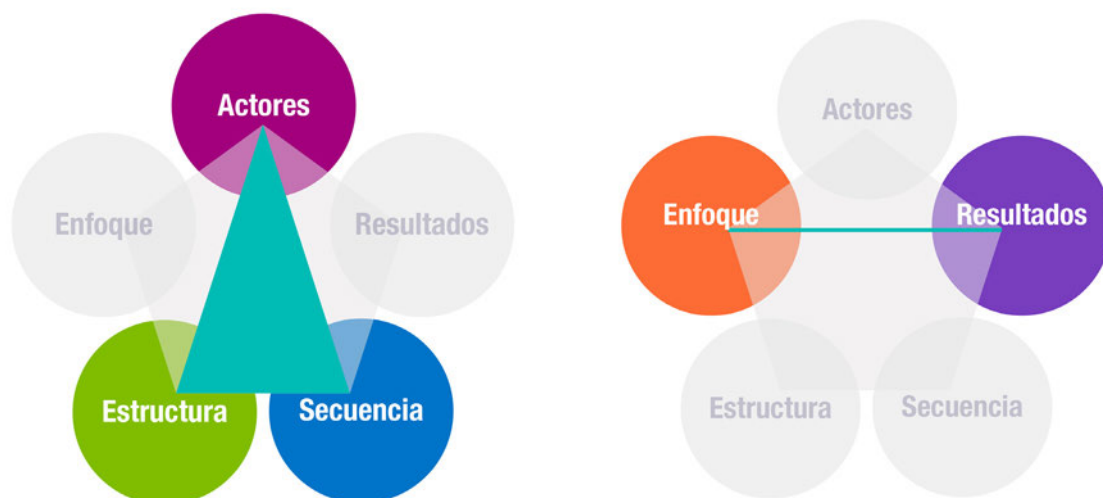 Actores
Enfoque
Resultados
Estructura
Secuencia
Actores
Enfoque
Resultados
Estructura
Secuencia